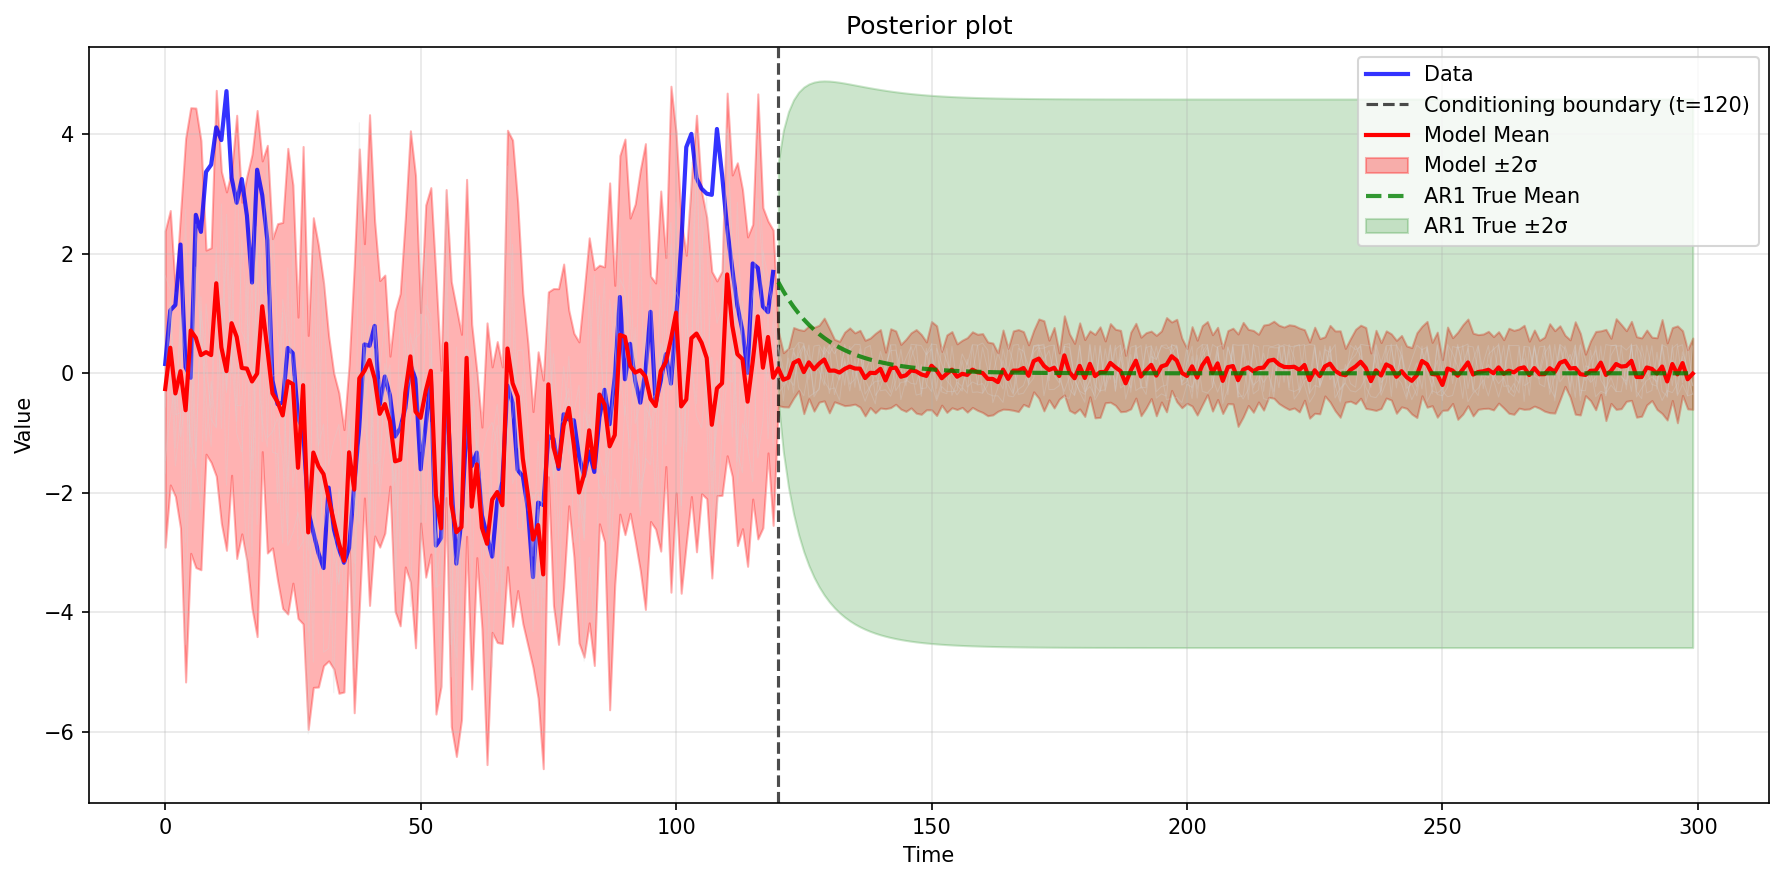 Posterior plot
Data
Conditioning boundary (t=120)
Model Mean
Model ±2σ
AR1 True Mean
AR1 True ±2σ
Value
4
2
0
−2
−4
−6
0
50
100
150
200
250
300
Time